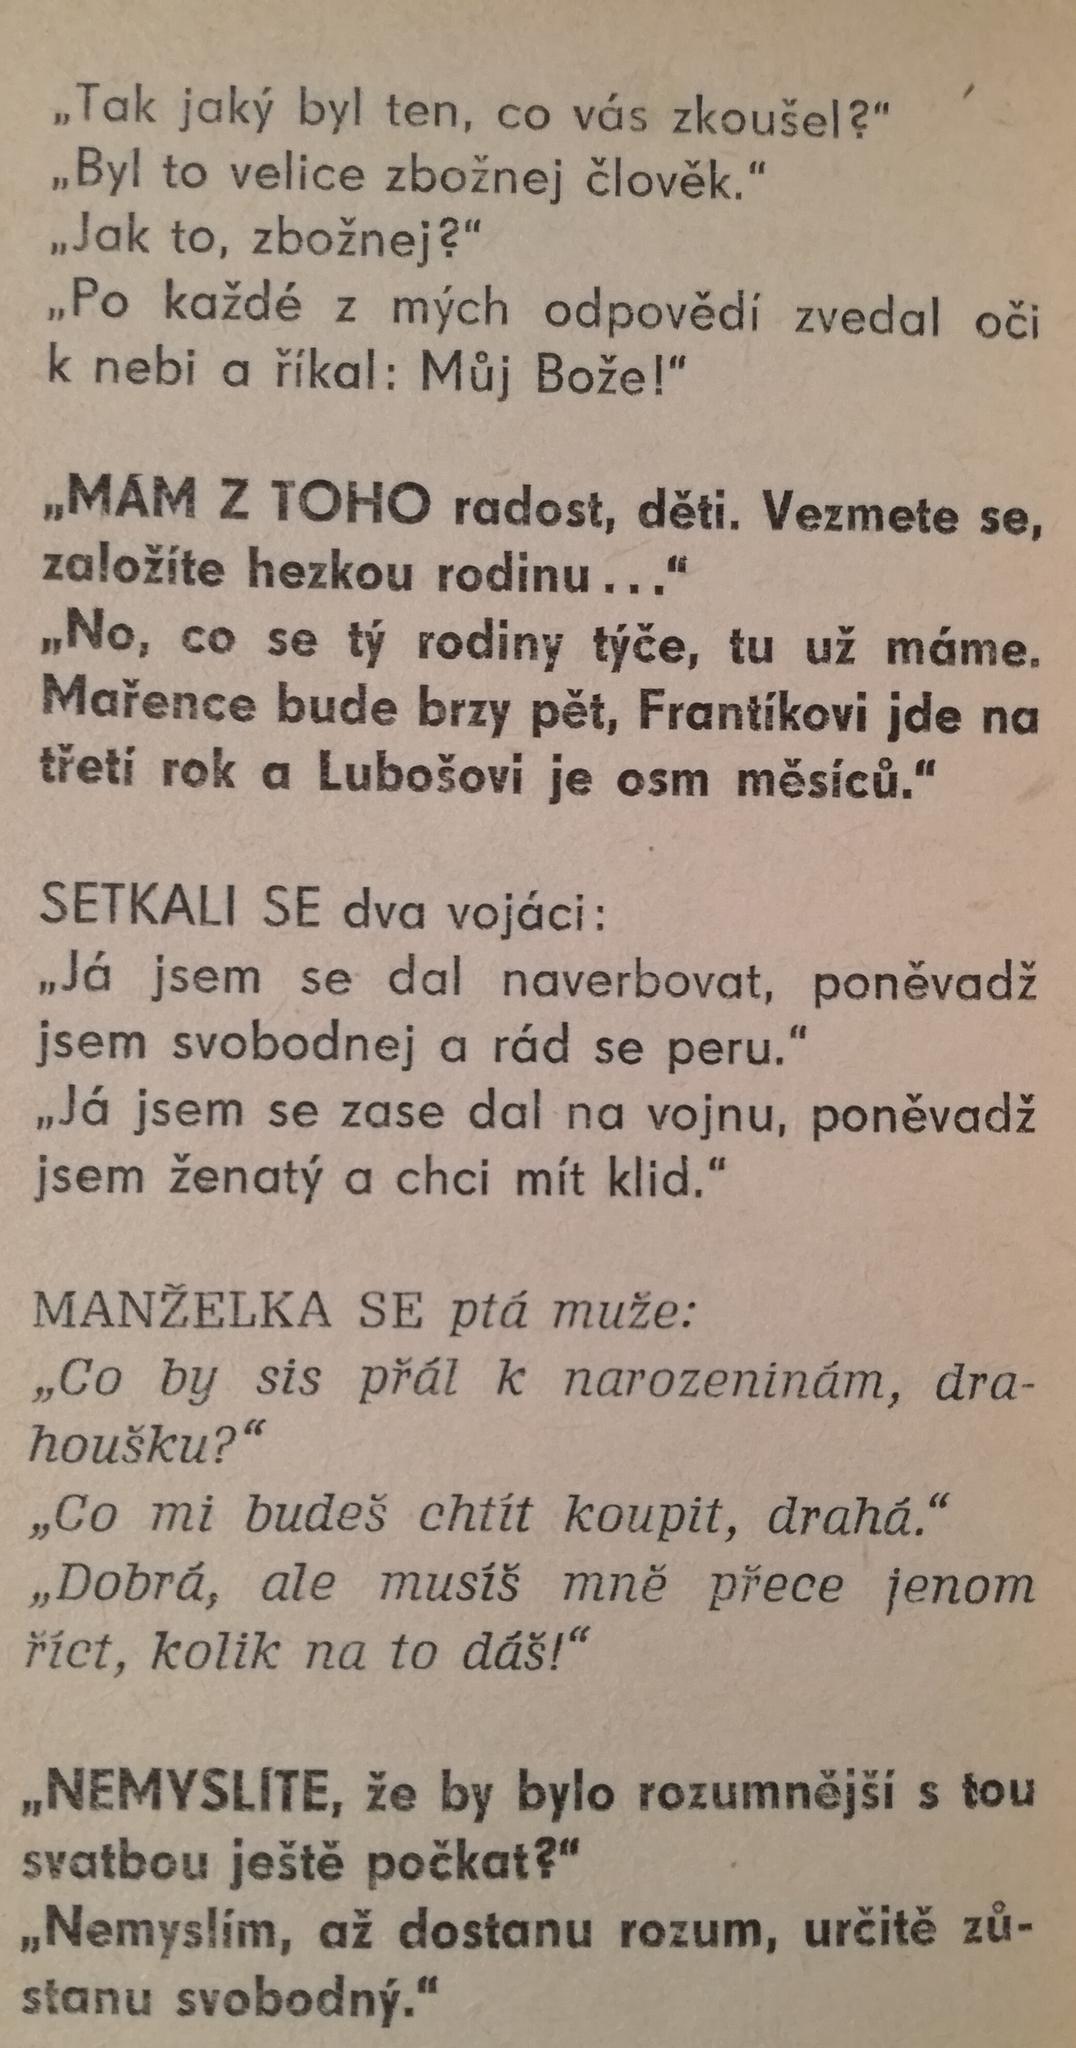 „Tak jaký byl ten, co vás zkoušel?“
„Byl to velice zbožnej člověk.“
„Jak to, zbožnej?“
„Po každé z mých odpovědí zvedal oči
k nebi a říkal: Můj Bože!“
„MÁM Z TOHO radost, děti. Vezmete se,
založíte hezkou rodinu...“
„No, co se tý rodiny týče, tu už máme.
Mařence bude brzy pět, Frantíkovi jde na
třetí rok a Lubošovi je osm měsíců.“
SETKALI SE dva vojáci:
„Já jsem se dal naverbovat, poněvadž
jsem svobodnej a rád se peru.“
„Já jsem se zase dal na vojnu, poněvadž
jsem ženatý a chci mít klid.“
MANŽELKA SE ptá muže:
„Co by sis přál k narozeninám, dra-
houšku?“
„Co mi budeš chtít koupit, drahá.“
„Dobrá, ale musíš mně přece jenom
říct, kolik na to dáš!“
„NEMYSLÍTE, že by bylo rozumnější s tou
svatbou ještě počkat?“
„Nemyslím, až dostanu rozum, určitě zů-
stanu svobodný.“